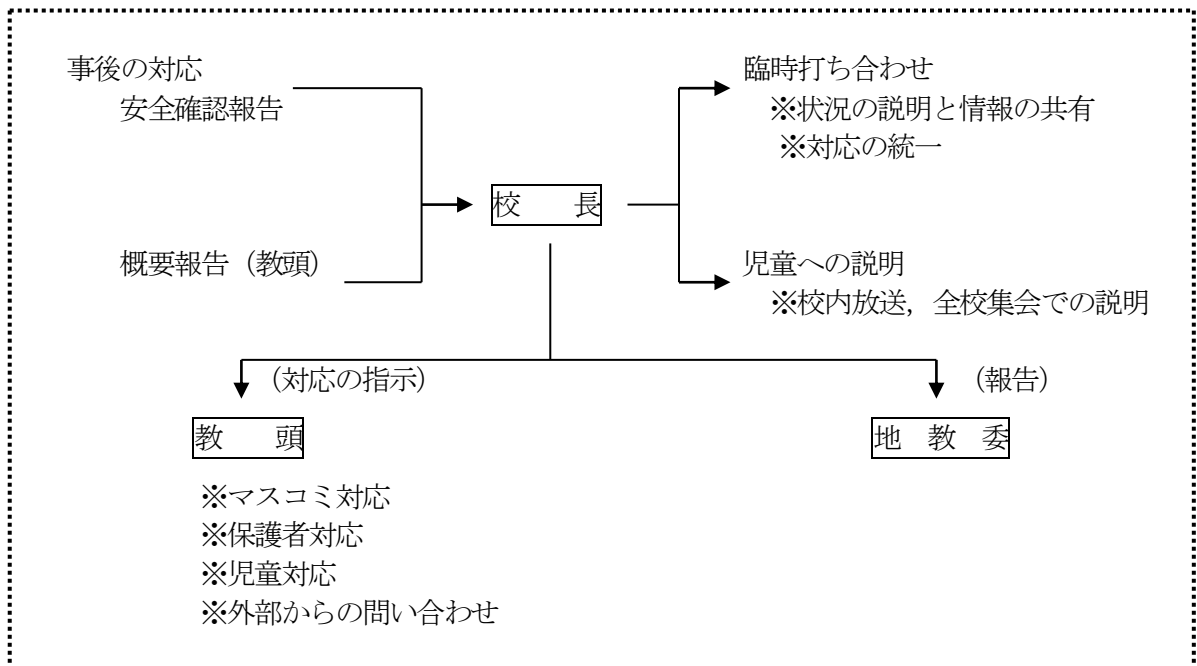 事後の対応
安全確認報告
臨時打ち合わせ
※状況の説明と情報の共有
※対応の統一
校　　長
概要報告（教頭）
児童への説明
※校内放送，全校集会での説明
（対応の指示）
（報告）
教　　頭
地　教　委
※マスコミ対応
※保護者対応
※児童対応
※外部からの問い合わせ